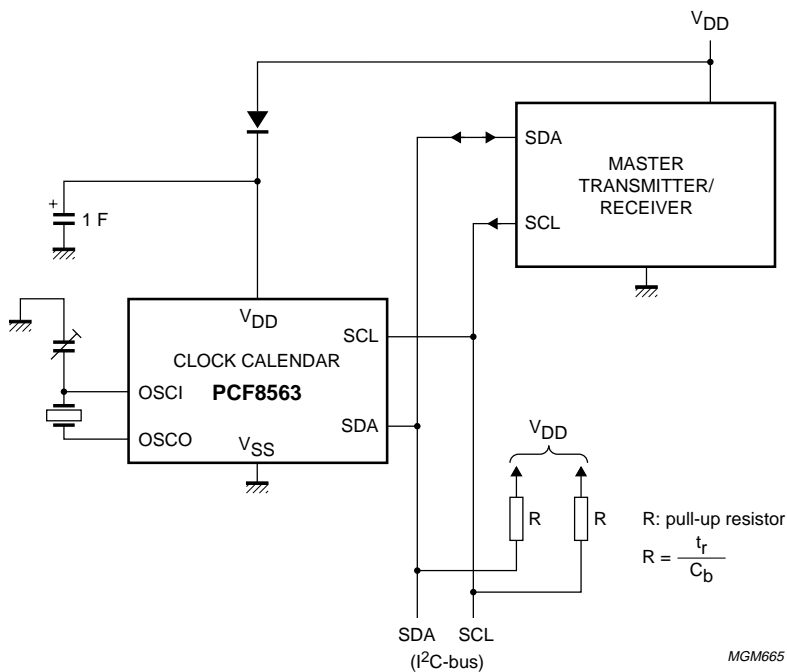 VDD
SDA
MASTER
TRANSMITTER/
RECEIVER
SCL
+
1 F
VDD
SCL
CLOCK CALENDAR
OSCI
PCF8563
SDA
OSCO
VSS
VDD
R
R
R: pull-up resistor
R = tr / Cb
SDA
SCL
(I²C-bus)
MGM665